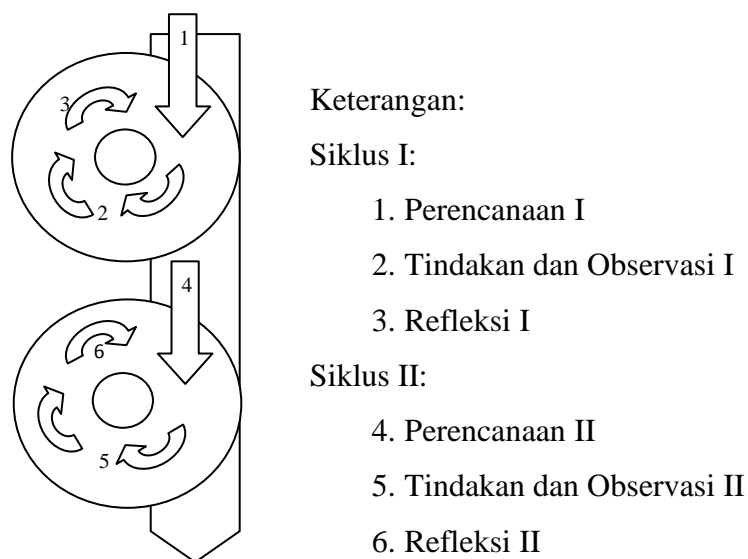 1
3
2
4
6
5
Keterangan:
Siklus I:
1. Perencanaan I
2. Tindakan dan Observasi I
3. Refleksi I
Siklus II:
4. Perencanaan II
5. Tindakan dan Observasi II
6. Refleksi II